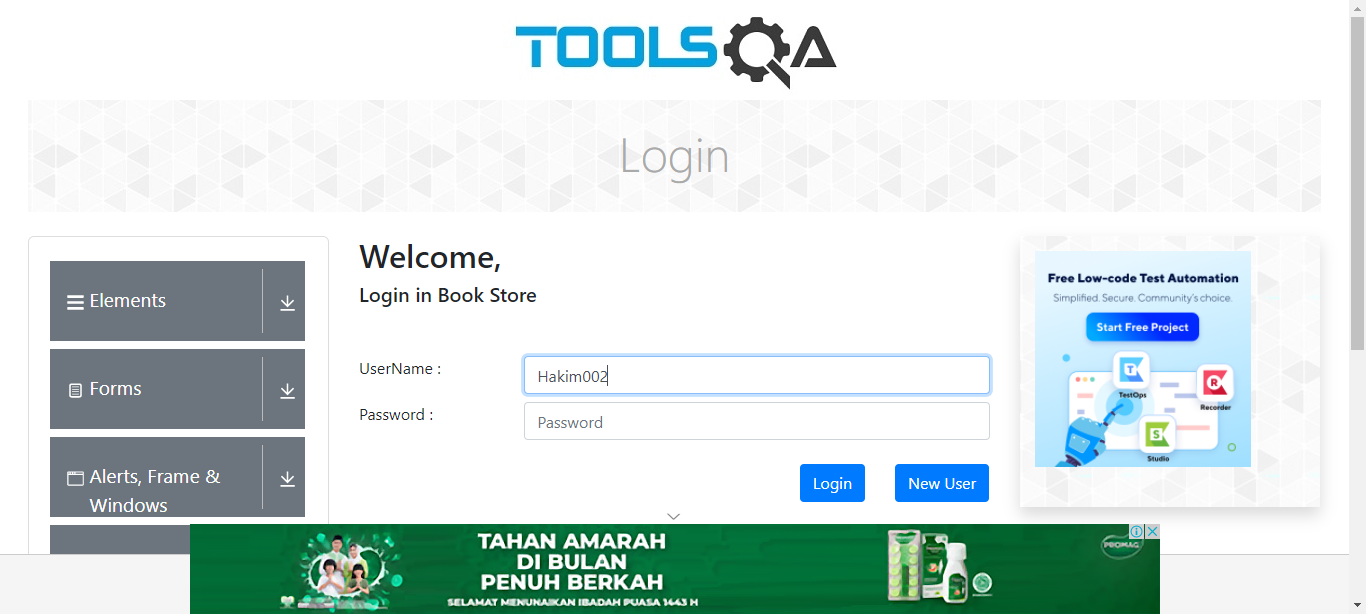 TOOLSQA
Login
Elements
Forms
Alerts, Frame &
Windows
Welcome,
Login in Book Store
UserName :
Hakim002
Password :
Password
Login
New User
Free Low-code Test Automation
Simplified. Secure. Community's choice.
Start Free Project
TestOps
Recorder
Studio
TAHAN AMARAH
DI BULAN
PENUH BERKAH
SELAMAT MENUNAIKAN IBADAH PUASA 1443 H
PROMAG